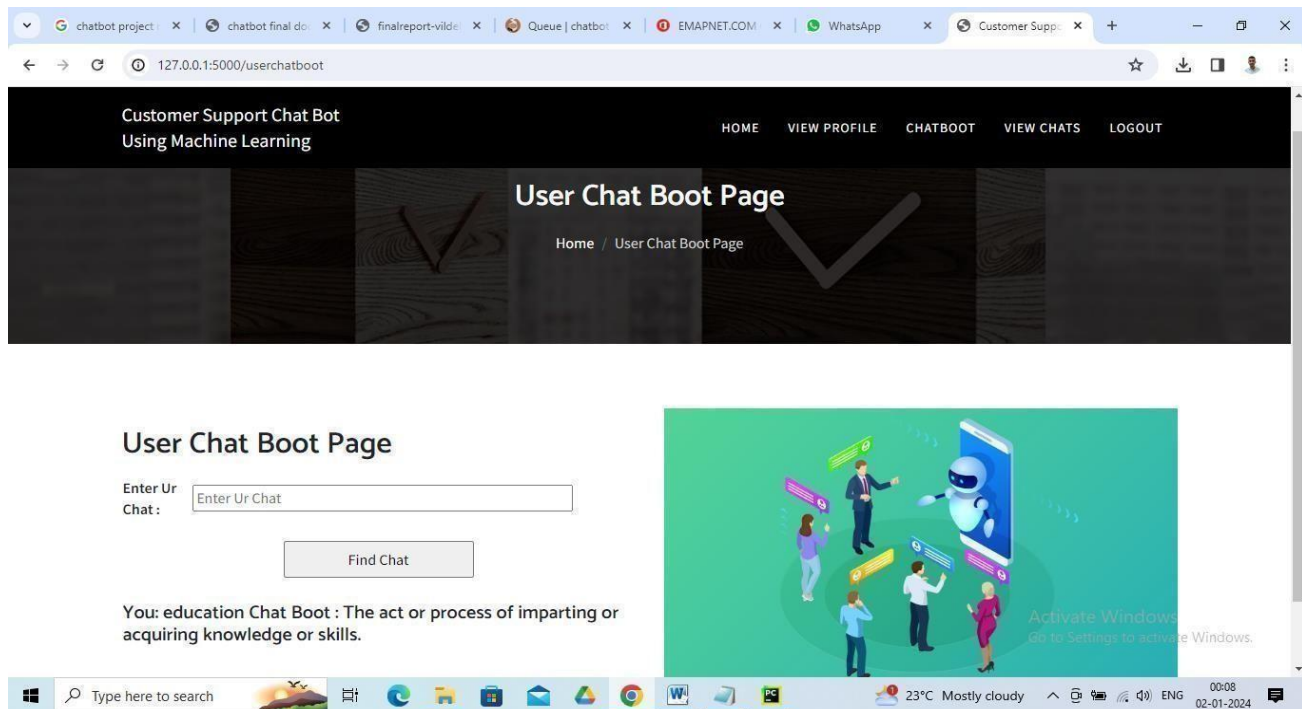 chatbot project
chatbot final do
finalreport-vilde
Queue | chatbot
EMAPNET.COM
WhatsApp
Customer Suppo
127.0.0.1:5000/userchatboot
Customer Support Chat Bot
Using Machine Learning
HOME VIEW PROFILE CHATBOOT VIEW CHATS LOGOUT
User Chat Boot Page
Home / User Chat Boot Page
User Chat Boot Page
Enter Ur
Chat :
Enter Ur Chat
Find Chat
You: education Chat Boot : The act or process of imparting or
acquiring knowledge or skills.
Activate Windows
Go to Settings to activate Windows.
Type here to search
23°C Mostly cloudy
ENG
00:08
02-01-2024